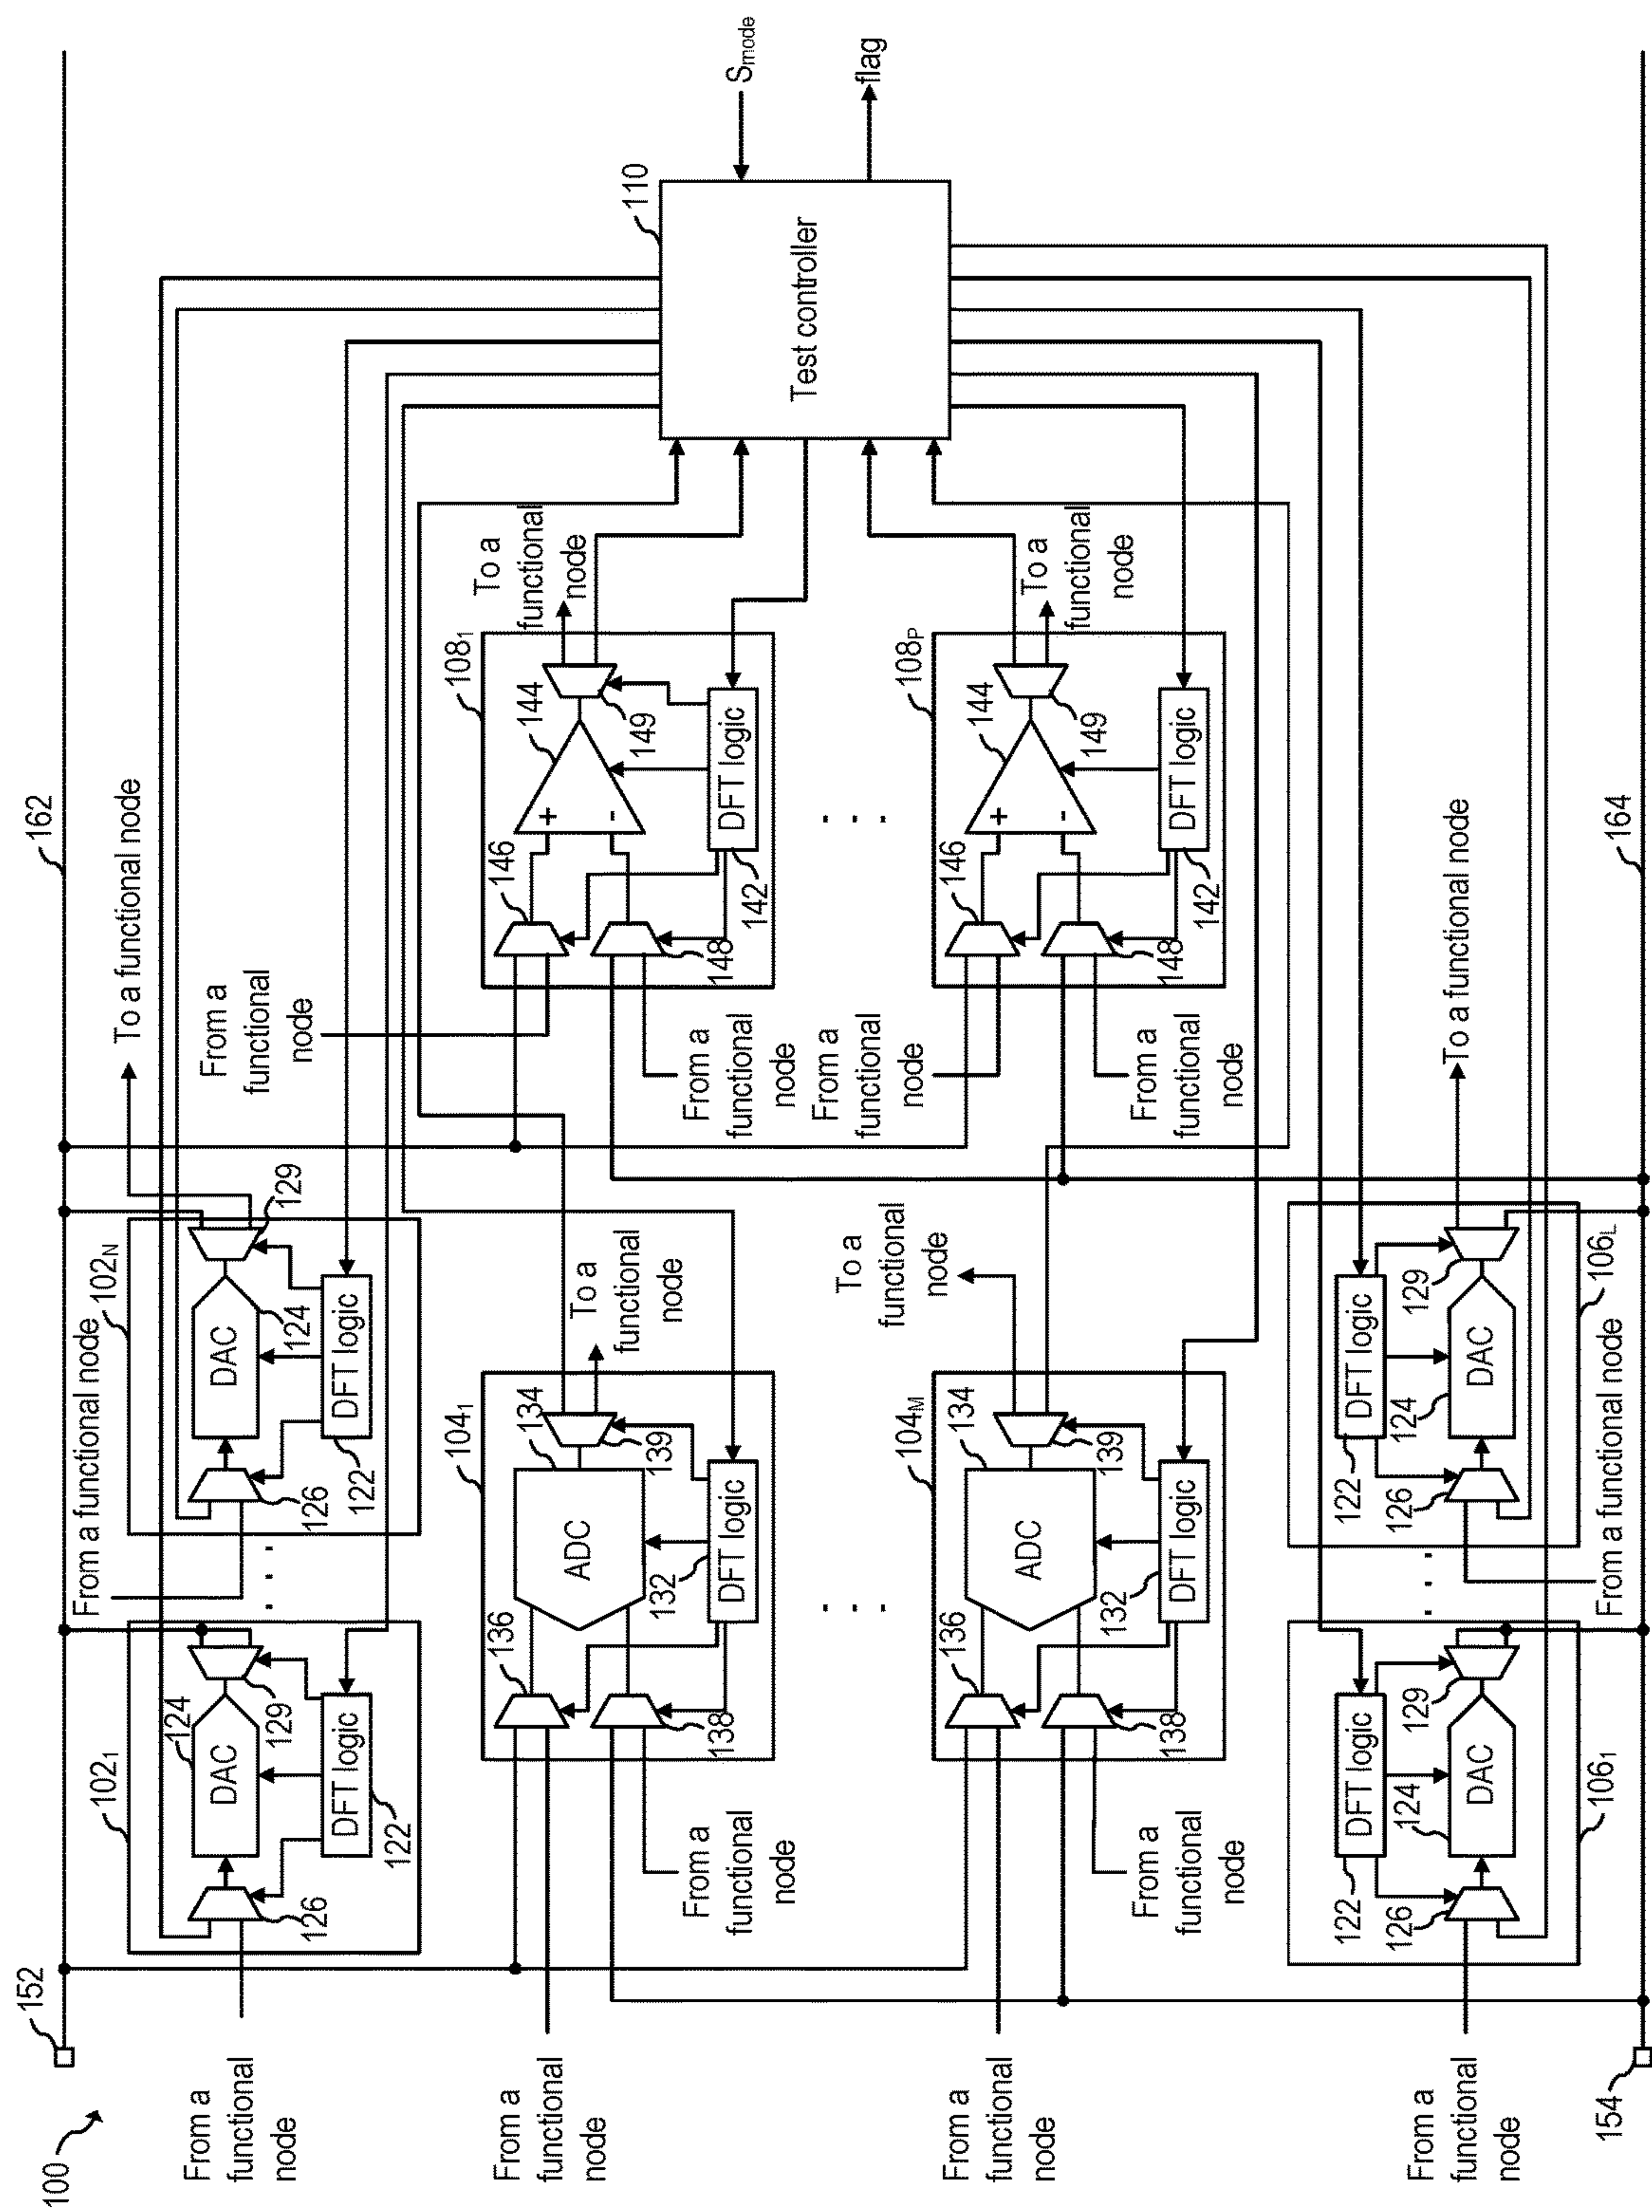 100
152
162
From a
functional
node
102₁
126
DAC
124
129
DFT logic
122
. . .
From a functional node
102N
126
DAC
124
129
DFT logic
122
To a functional node
From a
functional
node
From a
functional
node
104₁
136
138
ADC
134
139
132
DFT logic
To a
functional
node
From a
functional
node
108₁
146
148
+
-
144
149
142
DFT logic
To a
functional
node
From a
functional
node
. . .
. . .
From a
functional
node
From a
functional
node
104M
136
138
ADC
134
139
132
DFT logic
To a
functional
node
From a
functional
node
108P
146
148
+
-
144
149
142
DFT logic
To a
functional
node
From a
functional
node
110
Test controller
Smode
flag
From a
functional
node
122
DFT logic
126
124
DAC
129
106₁
. . .
From a functional node
122
DFT logic
126
124
DAC
129
106L
To a functional node
154
164